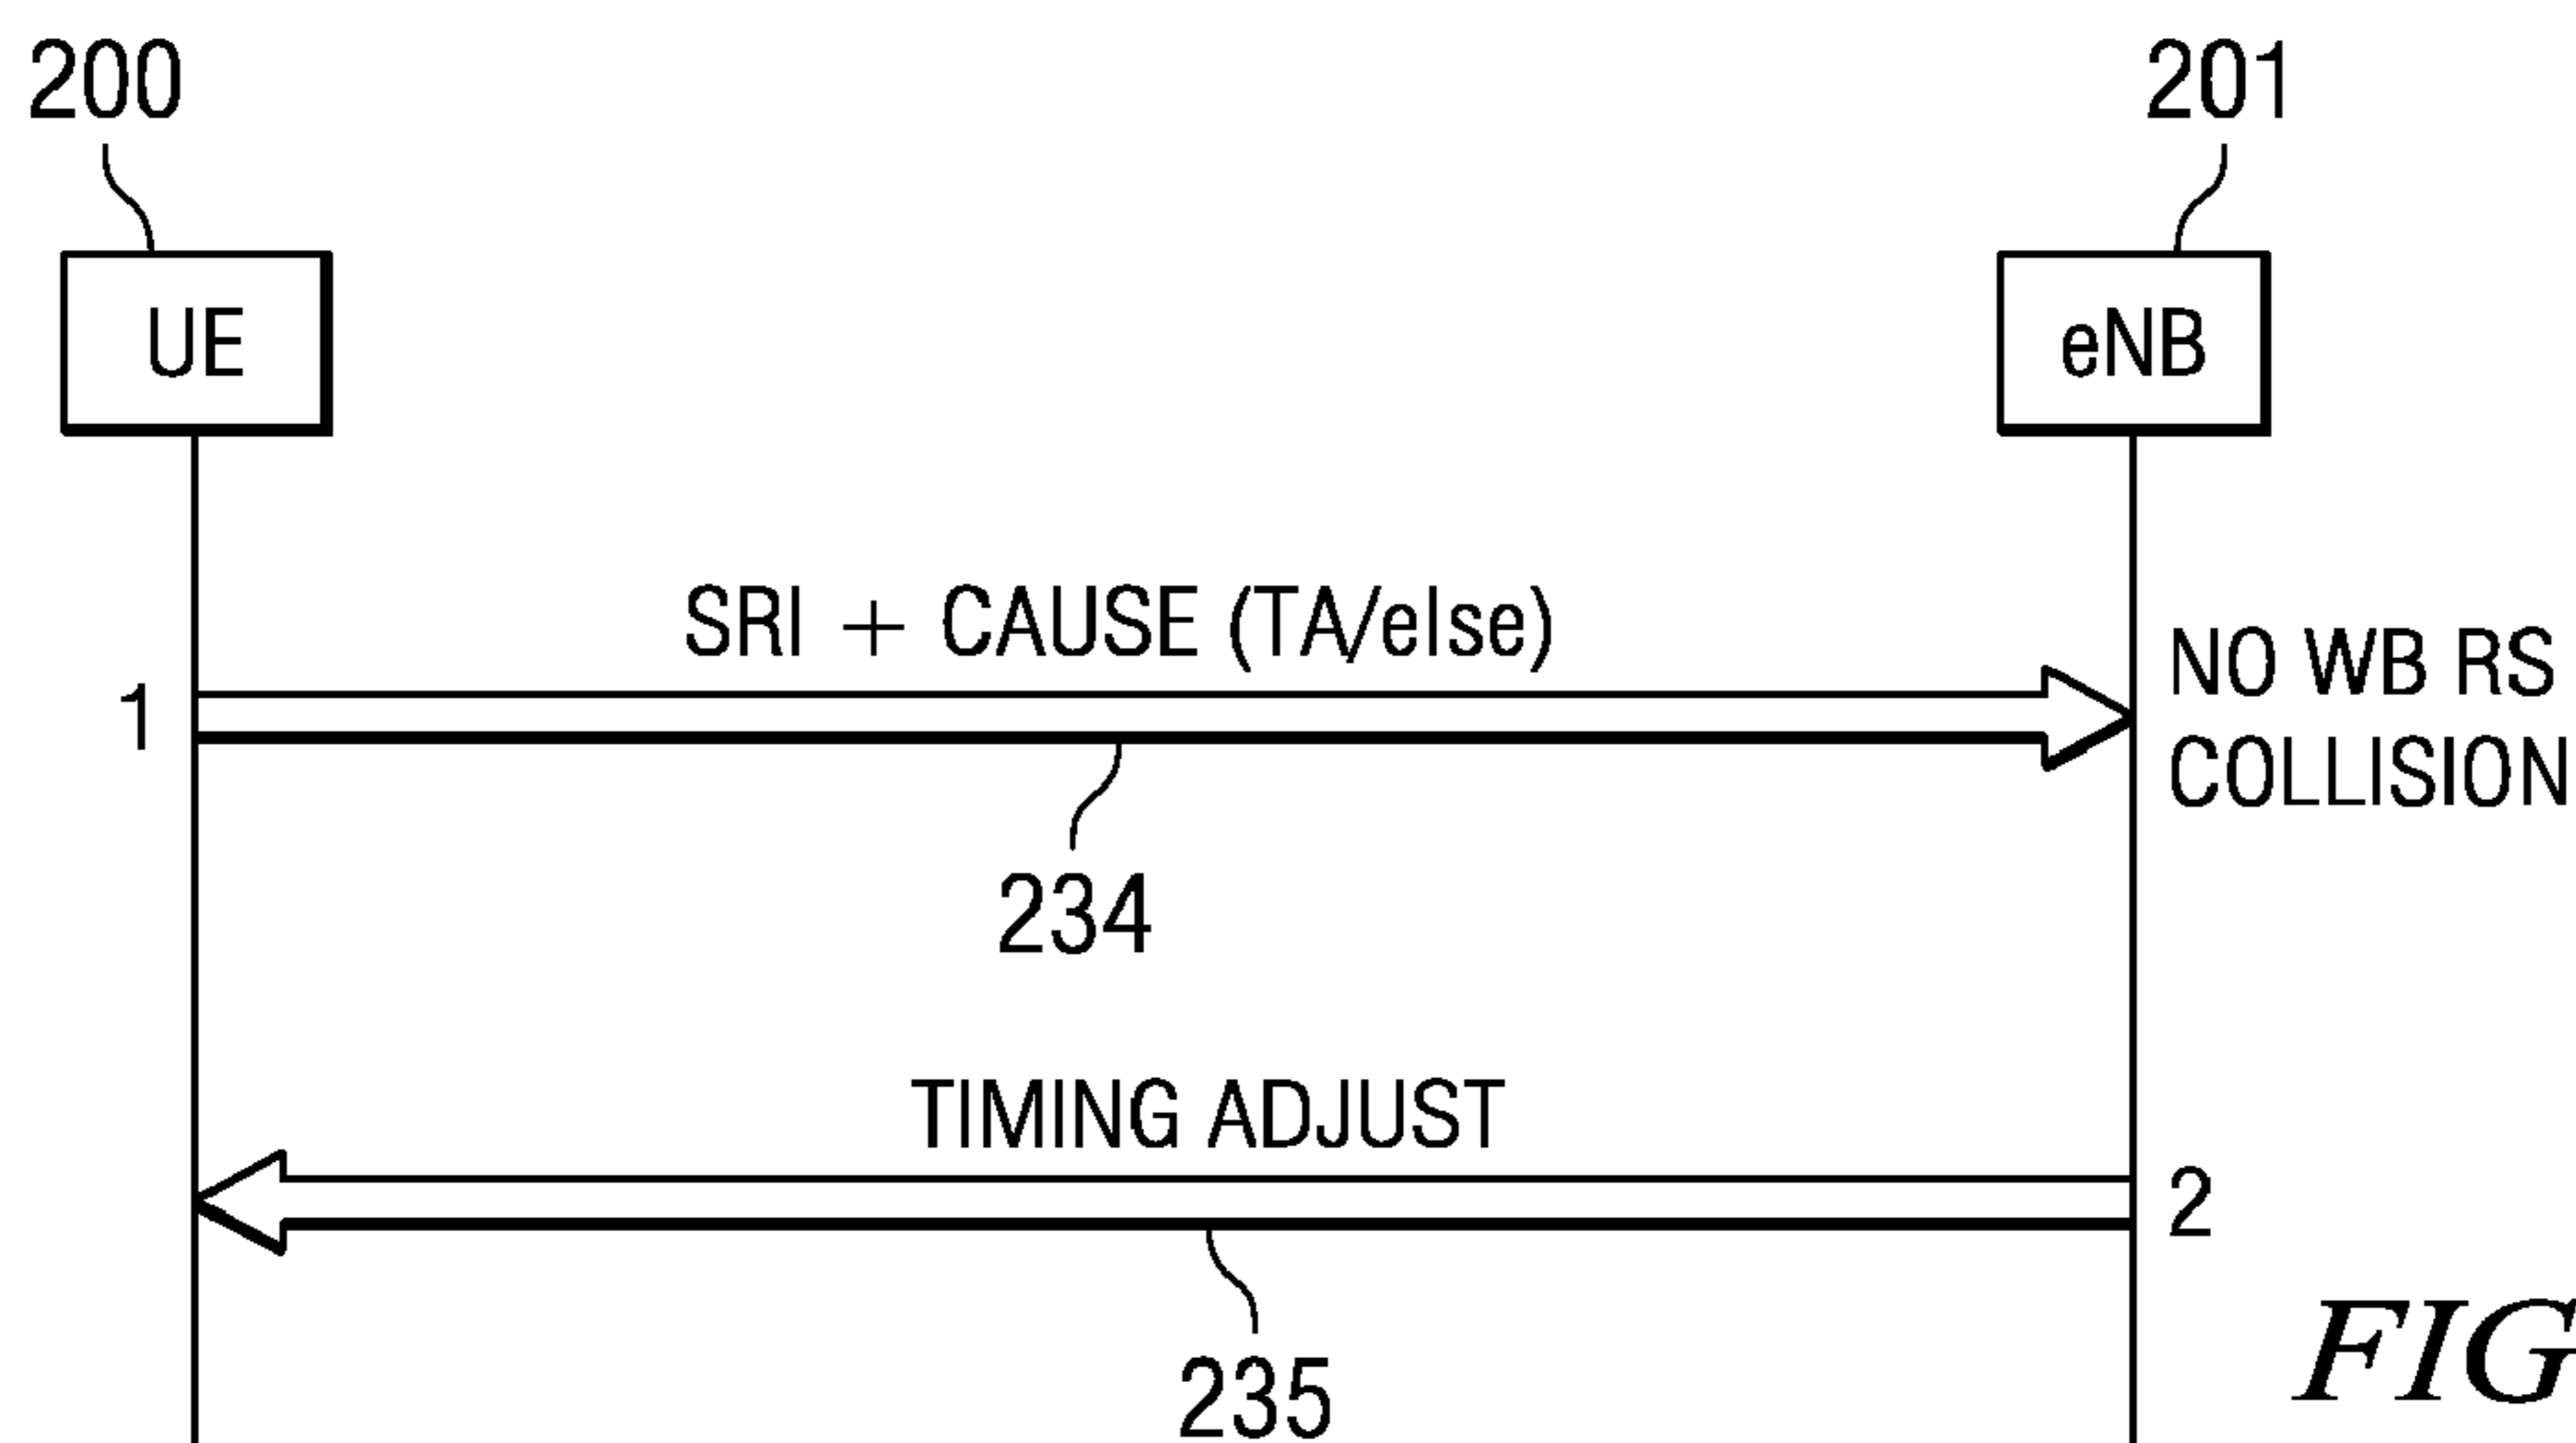 200
201
UE
eNB
SRI + CAUSE (TA/else)
1
NO WB RS
COLLISION
234
TIMING ADJUST
2
235
FIG